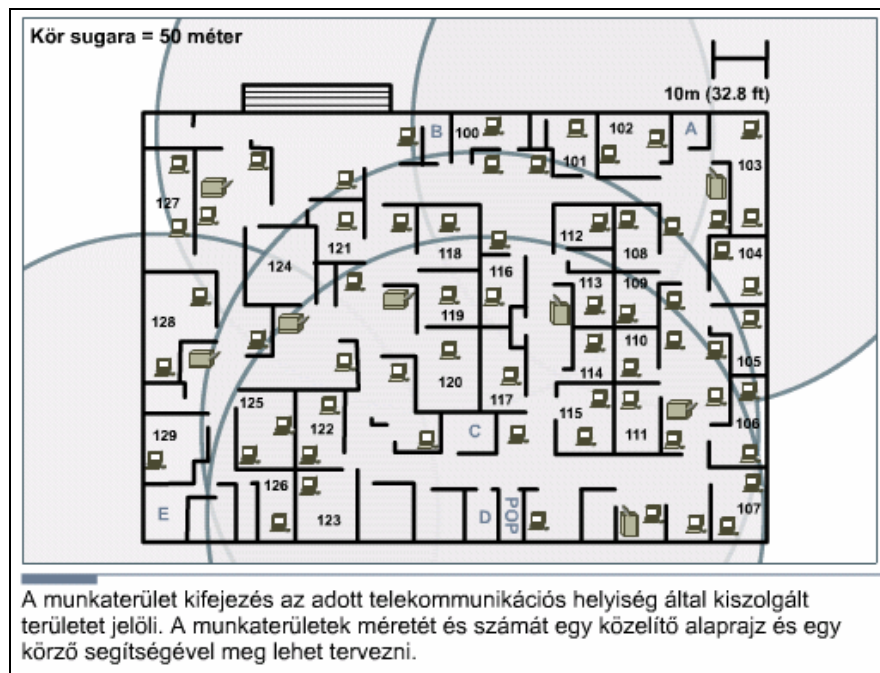 Kör sugara = 50 méter
10m (32.8 ft)
B
100
101
102
A
103
127
121
118
112
108
104
124
116
113
109
128
119
110
105
120
114
117
125
122
115
111
106
C
129
126
E
123
D
POP
107
A munkaterület kifejezés az adott telekommunikációs helyiség által kiszolgált
területet jelöli. A munkaterületek méretét és számát egy közelítő alaprajz és egy
körző segítségével meg lehet tervezni.